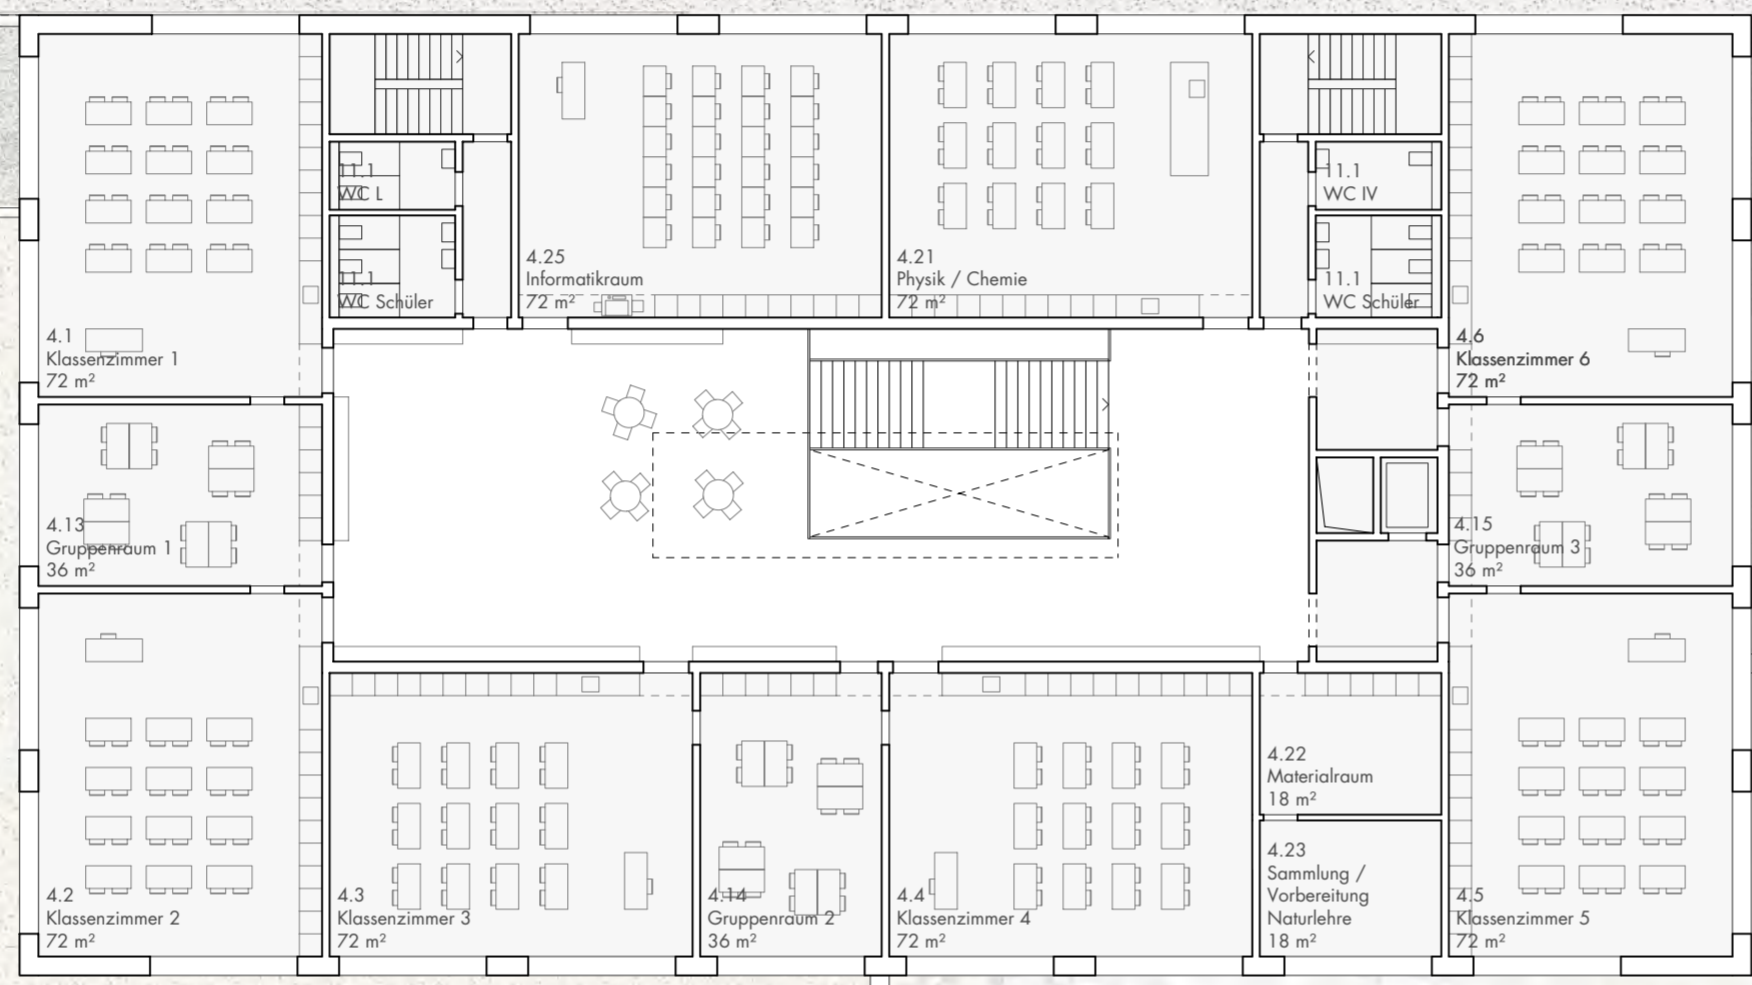 11.1
WC L
11.1
WC Schüler
4.1
Klassenzimmer 1
72 m²
4.25
Informatikraum
72 m²
4.21
Physik / Chemie
72 m²
11.1
WC IV
11.1
WC Schüler
4.6
Klassenzimmer 6
72 m²
4.13
Gruppenraum 1
36 m²
4.15
Gruppenraum 3
36 m²
4.2
Klassenzimmer 2
72 m²
4.3
Klassenzimmer 3
72 m²
4.14
Gruppenraum 2
36 m²
4.4
Klassenzimmer 4
72 m²
4.22
Materialraum
18 m²
4.23
Sammlung /
Vorbereitung
Naturlehre
18 m²
4.5
Klassenzimmer 5
72 m²